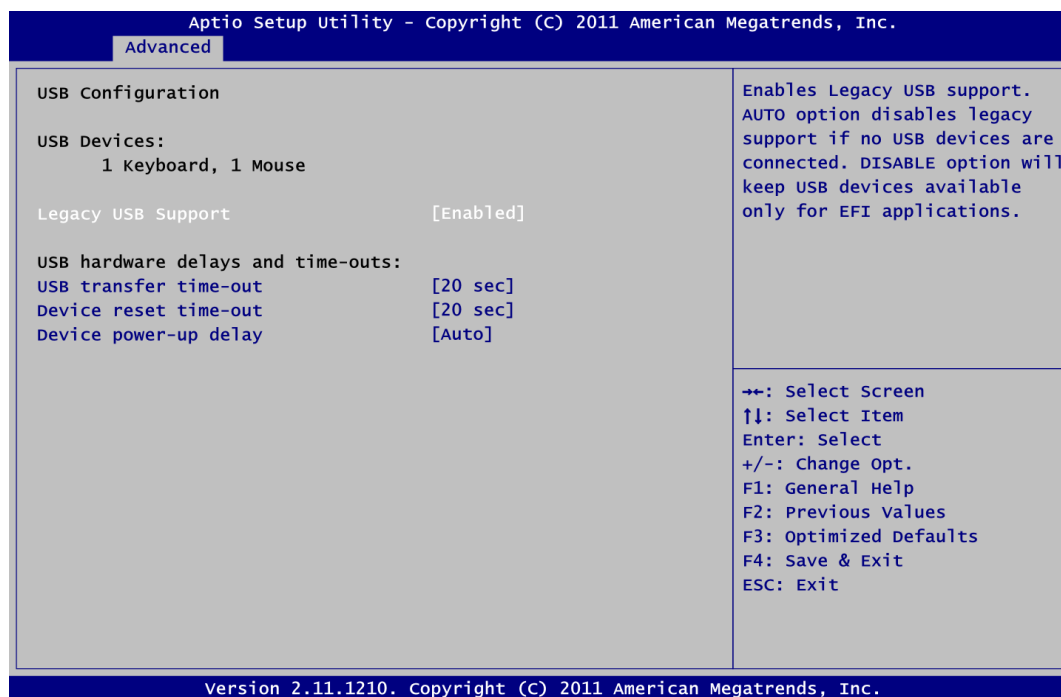 Aptio Setup Utility - Copyright (C) 2011 American Megatrends, Inc.
Advanced
USB Configuration
USB Devices:
1 Keyboard, 1 Mouse
Legacy USB Support [Enabled]
USB hardware delays and time-outs:
USB transfer time-out [20 sec]
Device reset time-out [20 sec]
Device power-up delay [Auto]
Enables Legacy USB support.
AUTO option disables legacy
support if no USB devices are
connected. DISABLE option will
keep USB devices available
only for EFI applications.
→←: Select Screen
↑↓: Select Item
Enter: Select
+/-: Change Opt.
F1: General Help
F2: Previous Values
F3: Optimized Defaults
F4: Save & Exit
ESC: Exit
Version 2.11.1210. Copyright (C) 2011 American Megatrends, Inc.